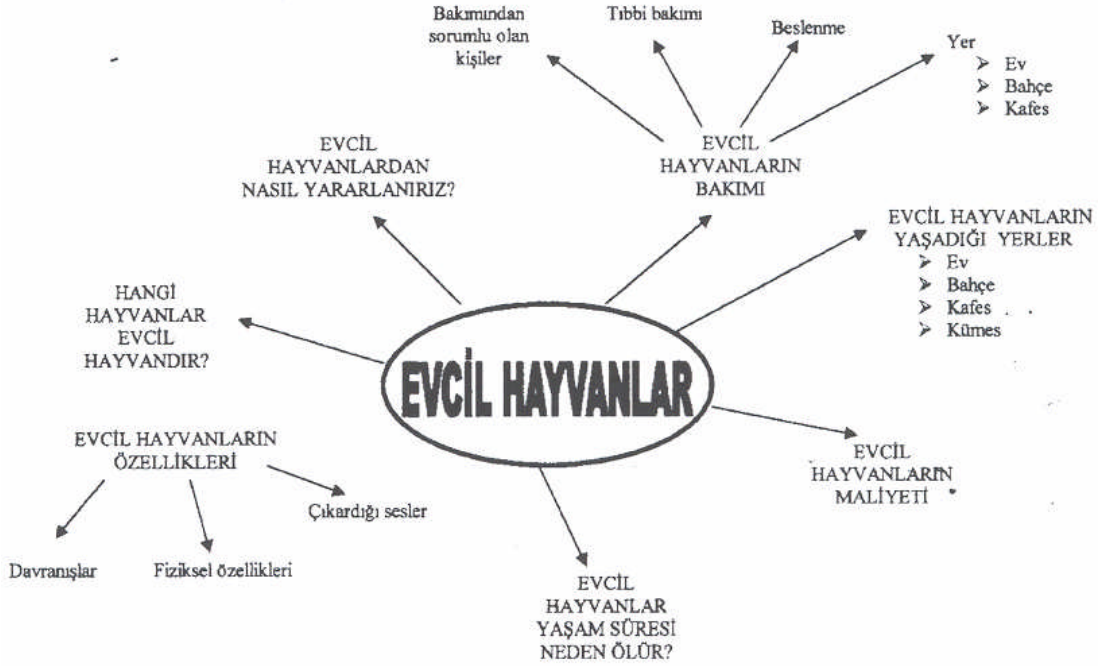 Bakımından
sorumlu olan
kişiler
Tıbbi bakımı
Beslenme
Yer
➢ Ev
➢ Bahçe
➢ Kafes
EVCİL
HAYVANLARDAN
NASIL YARARLANIRIZ?
EVCİL
HAYVANLARIN
BAKIMI
EVCİL HAYVANLARIN
YAŞADIĞI YERLER
➢ Ev
➢ Bahçe
➢ Kafes
➢ Kümes
HANGİ
HAYVANLAR
EVCİL
HAYVANDIR?
EVCİL HAYVANLAR
EVCİL HAYVANLARIN
ÖZELLİKLERİ
Çıkardığı sesler
Davranışlar
Fiziksel özellikleri
EVCİL
HAYVANLARIN
MALİYETİ
EVCİL
HAYVANLAR
YAŞAM SÜRESİ
NEDEN ÖLÜR?